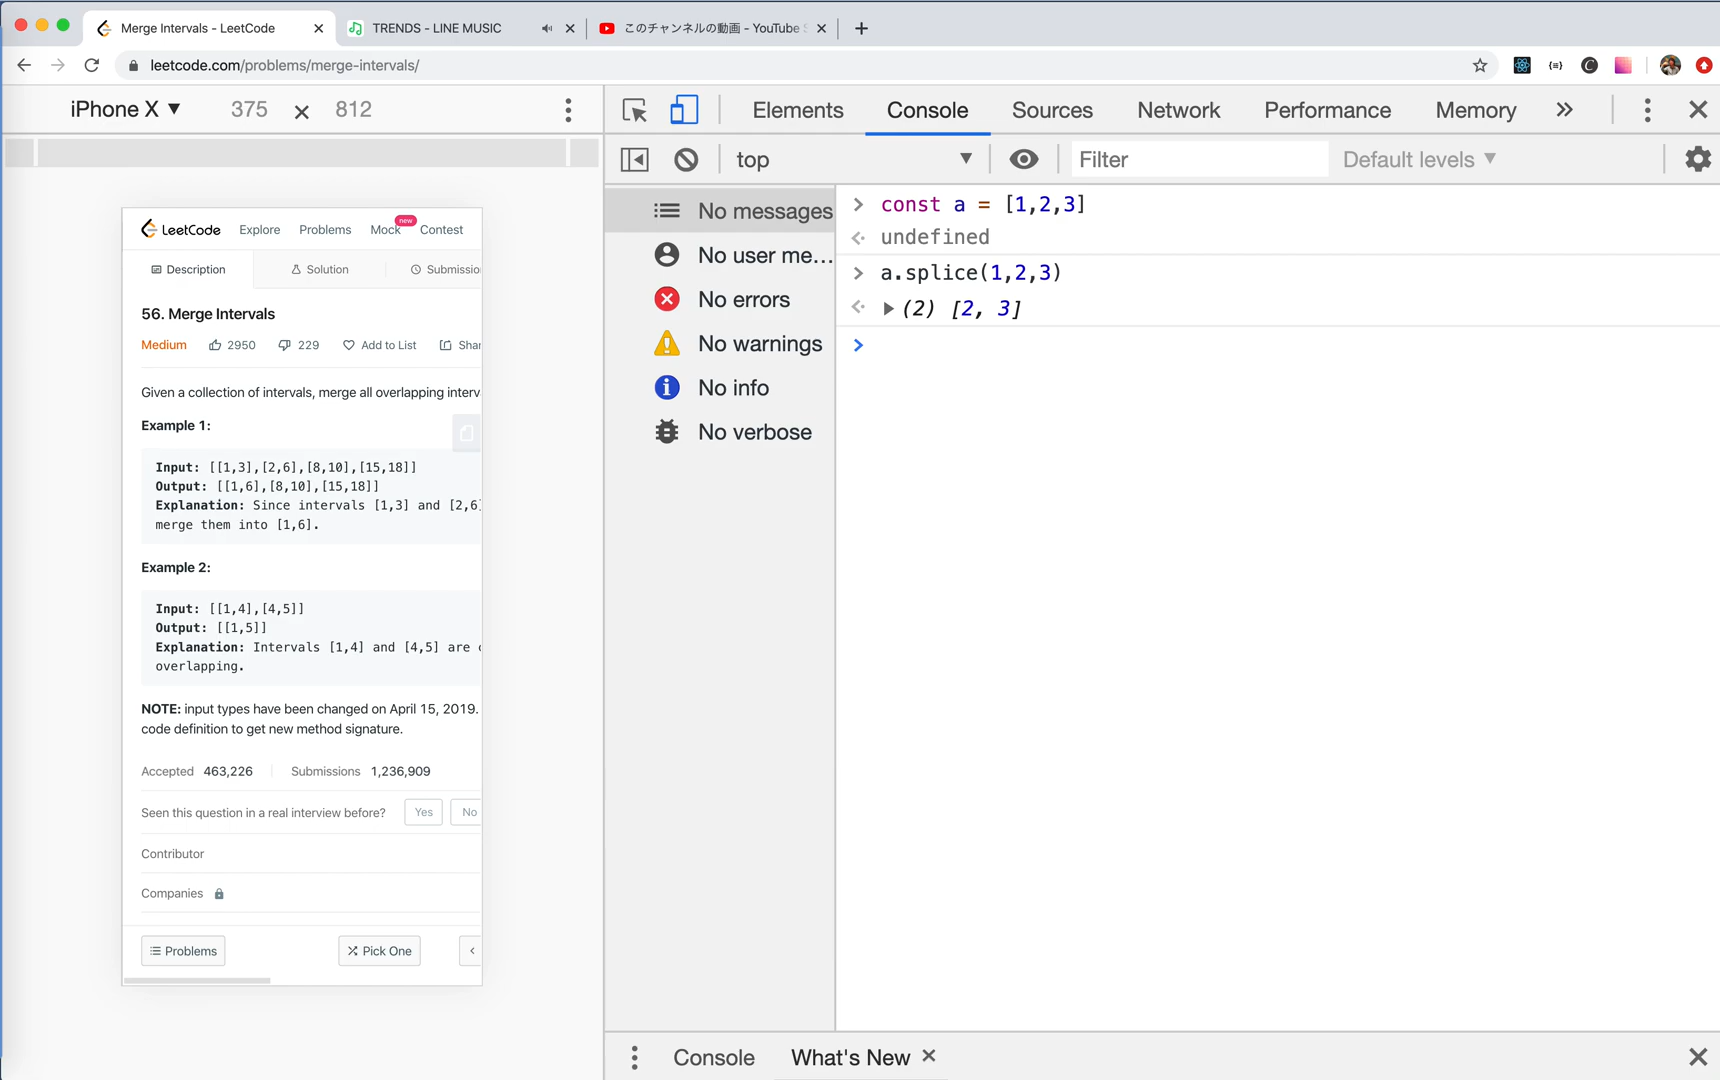 Merge Intervals - LeetCode
TRENDS - LINE MUSIC
このチャンネルの動画 - YouTube
leetcode.com/problems/merge-intervals/
iPhone X ▼ 375 × 812
Elements Console Sources Network Performance Memory »
top ▼ Filter Default levels ▼
LeetCode Explore Problems Mock new Contest
Description Solution Submissio
56. Merge Intervals
Medium 2950 229 Add to List Shar
Given a collection of intervals, merge all overlapping interv
Example 1:
Input: [[1,3],[2,6],[8,10],[15,18]]
Output: [[1,6],[8,10],[15,18]]
Explanation: Since intervals [1,3] and [2,6]
merge them into [1,6].
Example 2:
Input: [[1,4],[4,5]]
Output: [[1,5]]
Explanation: Intervals [1,4] and [4,5] are
overlapping.
NOTE: input types have been changed on April 15, 2019.
code definition to get new method signature.
Accepted 463,226 Submissions 1,236,909
Seen this question in a real interview before? Yes No
Contributor
Companies
Problems Pick One <
No messages
No user me...
No errors
No warnings
No info
No verbose
> const a = [1,2,3]
undefined
> a.splice(1,2,3)
(2) [2, 3]
>
Console What's New